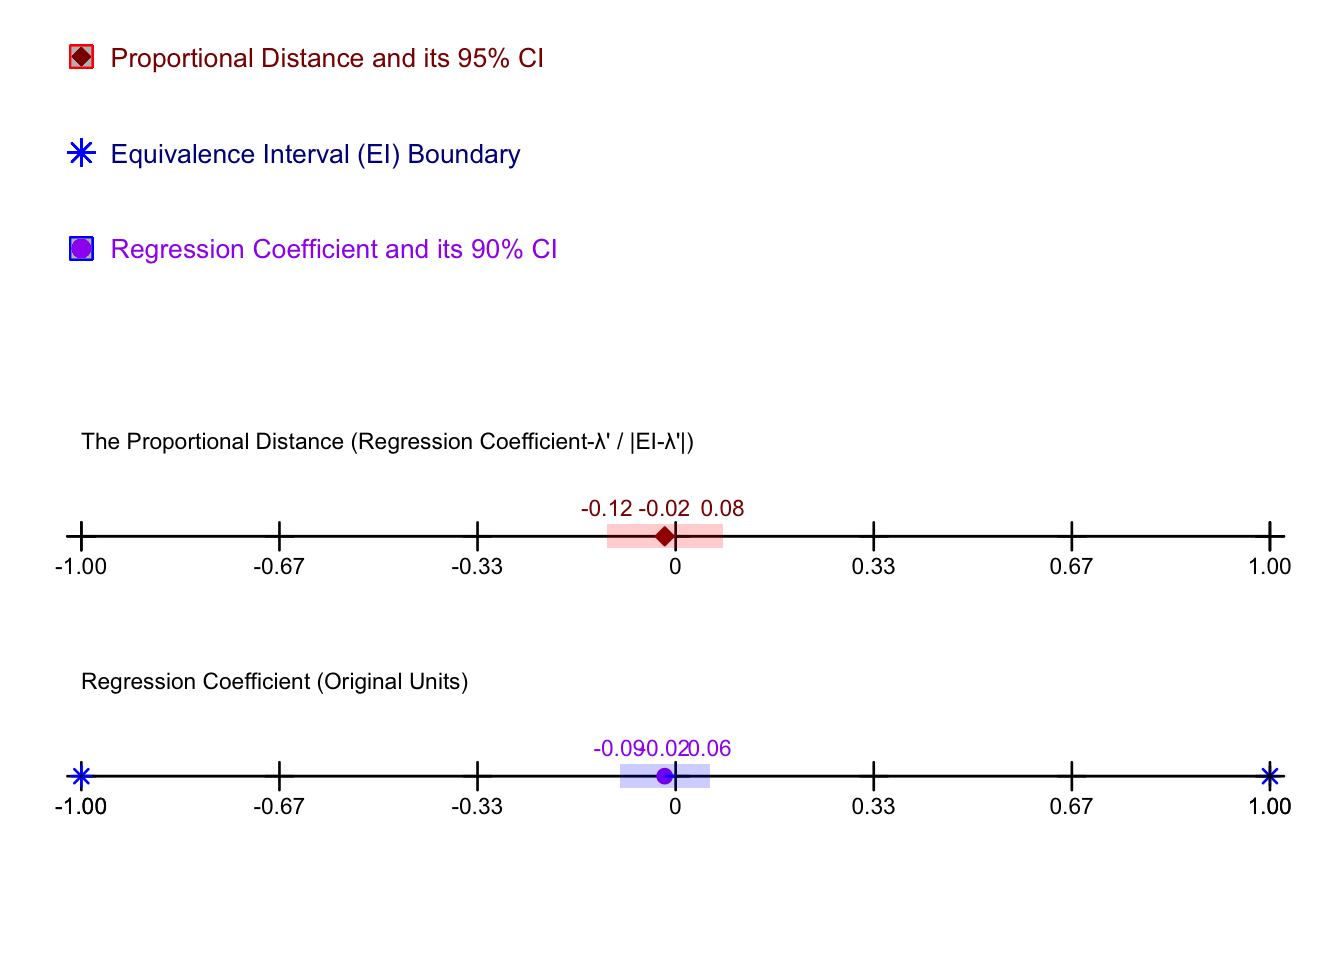 Proportional Distance and its 95% CI
Equivalence Interval (EI) Boundary
Regression Coefficient and its 90% CI
The Proportional Distance (Regression Coefficient-λ' / |EI-λ'|)
-0.12 -0.02 0.08
-1.00 -0.67 -0.33 0 0.33 0.67 1.00
Regression Coefficient (Original Units)
-0.09 -0.02 0.06
-1.00 -0.67 -0.33 0 0.33 0.67 1.00